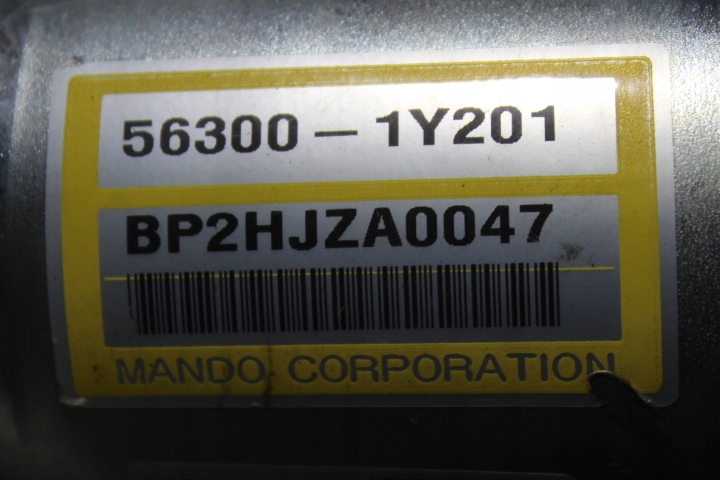 56300 – 1Y201
BP2HJZA0047
MANDO CORPORATION